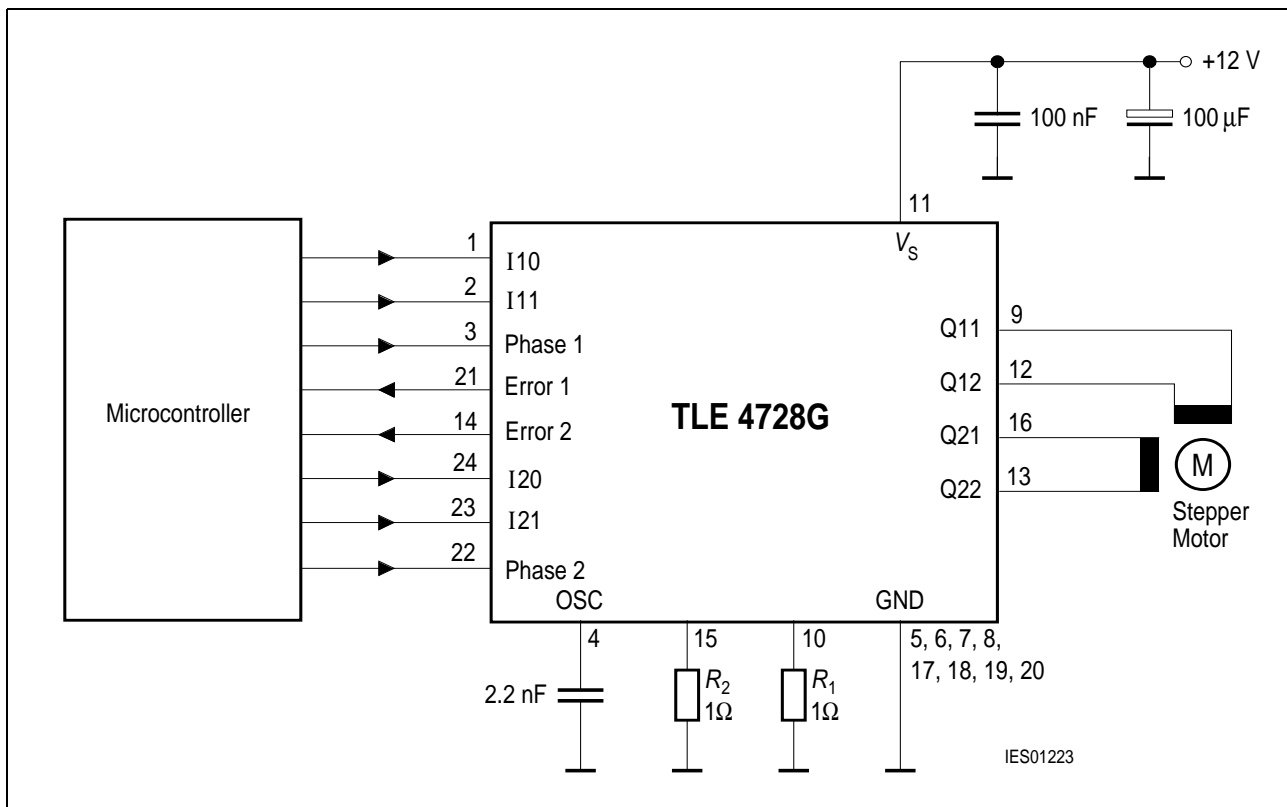 +12 V
100 nF
100 µF
11
V_S
Microcontroller
1
I10
2
I11
3
Phase 1
21
Error 1
14
Error 2
24
I20
23
I21
22
Phase 2
TLE 4728G
Q11
9
Q12
12
Q21
16
Q22
13
M
Stepper
Motor
OSC
GND
4
15
10
5, 6, 7, 8,
17, 18, 19, 20
2.2 nF
R_2
1Ω
R_1
1Ω
IES01223